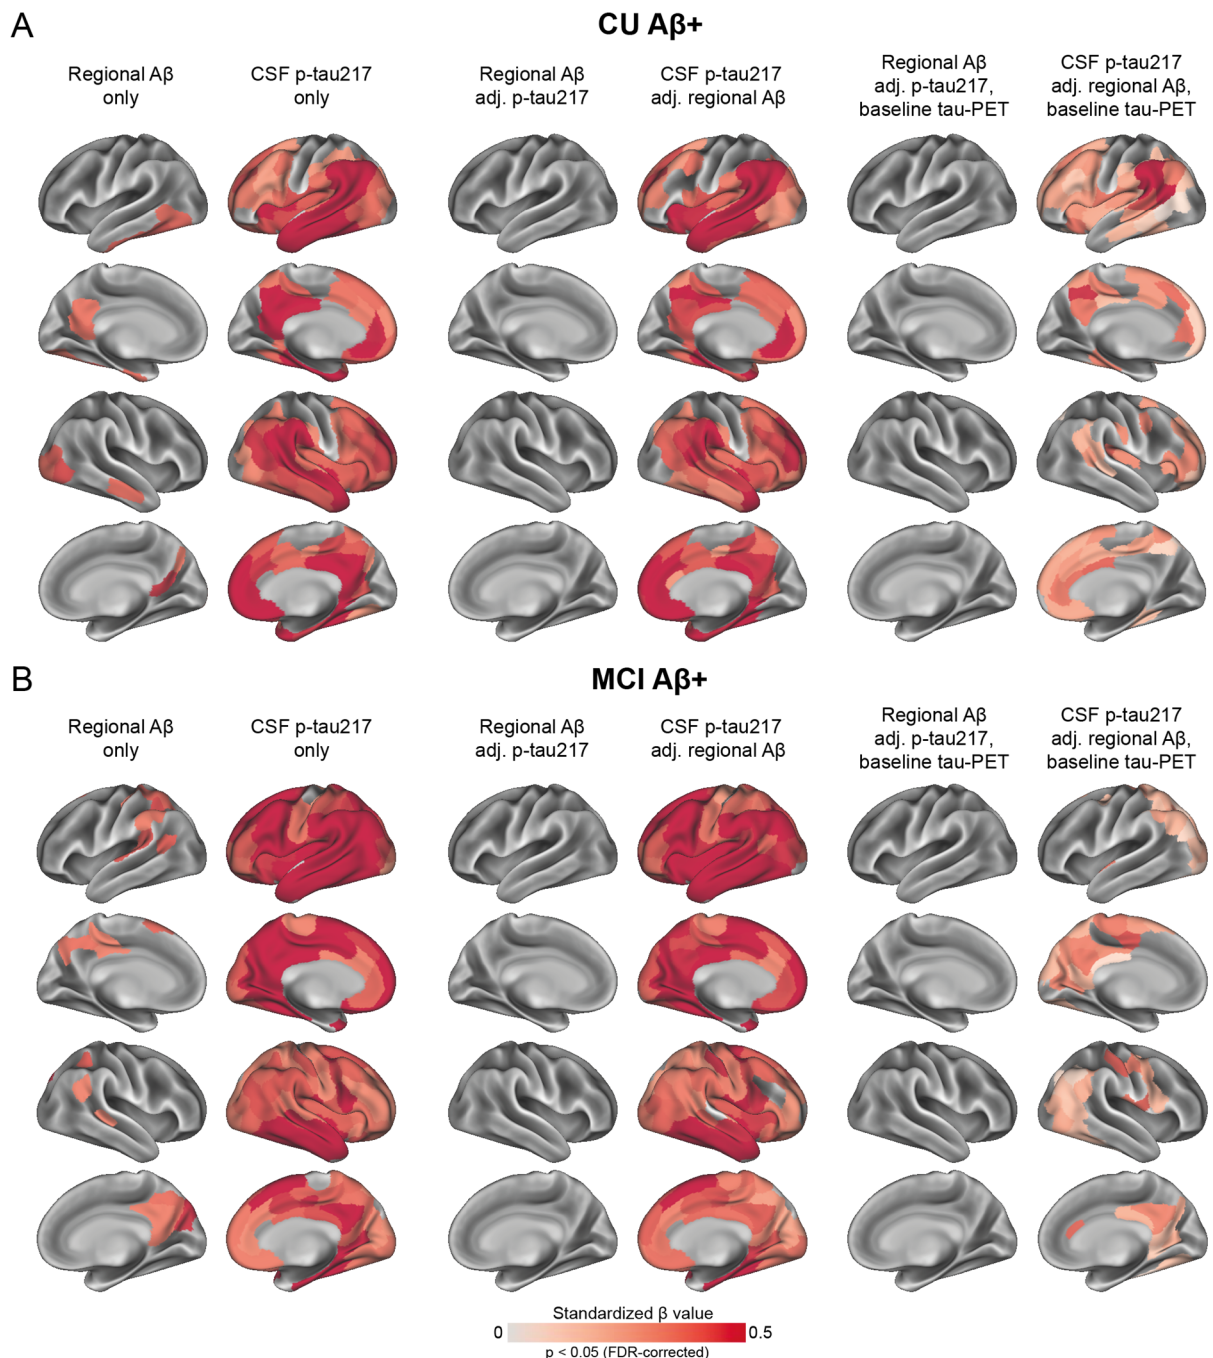 A
CU Aβ+
Regional Aβ
only
CSF p-tau217
only
Regional Aβ
adj. p-tau217
CSF p-tau217
adj. regional Aβ
Regional Aβ
adj. p-tau217,
baseline tau-PET
CSF p-tau217
adj. regional Aβ,
baseline tau-PET
B
MCI Aβ+
Regional Aβ
only
CSF p-tau217
only
Regional Aβ
adj. p-tau217
CSF p-tau217
adj. regional Aβ
Regional Aβ
adj. p-tau217,
baseline tau-PET
CSF p-tau217
adj. regional Aβ,
baseline tau-PET
Standardized β value
0 0.5
p < 0.05 (FDR-corrected)